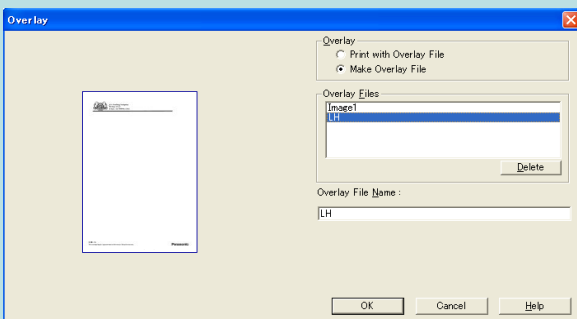 Overlay
Overlay
Print with Overlay File
Make Overlay File
Overlay Files
Image1
LH
Delete
Overlay File Name :
LH
Panasonic
OK
Cancel
Help